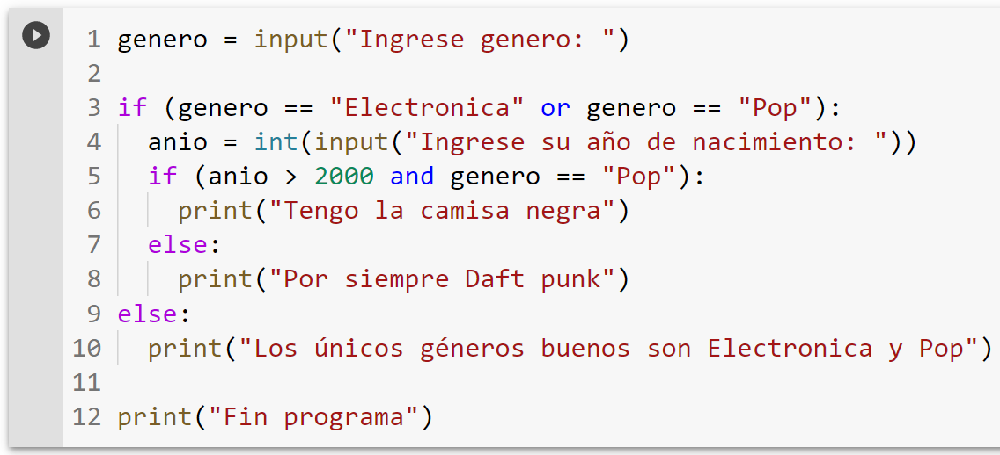 1 genero = input("Ingrese genero: ")
2
3 if (genero == "Electronica" or genero == "Pop"):
4   anio = int(input("Ingrese su año de nacimiento: "))
5   if (anio > 2000 and genero == "Pop"):
6     print("Tengo la camisa negra")
7   else:
8     print("Por siempre Daft punk")
9 else:
10   print("Los únicos géneros buenos son Electronica y Pop")
11
12 print("Fin programa")